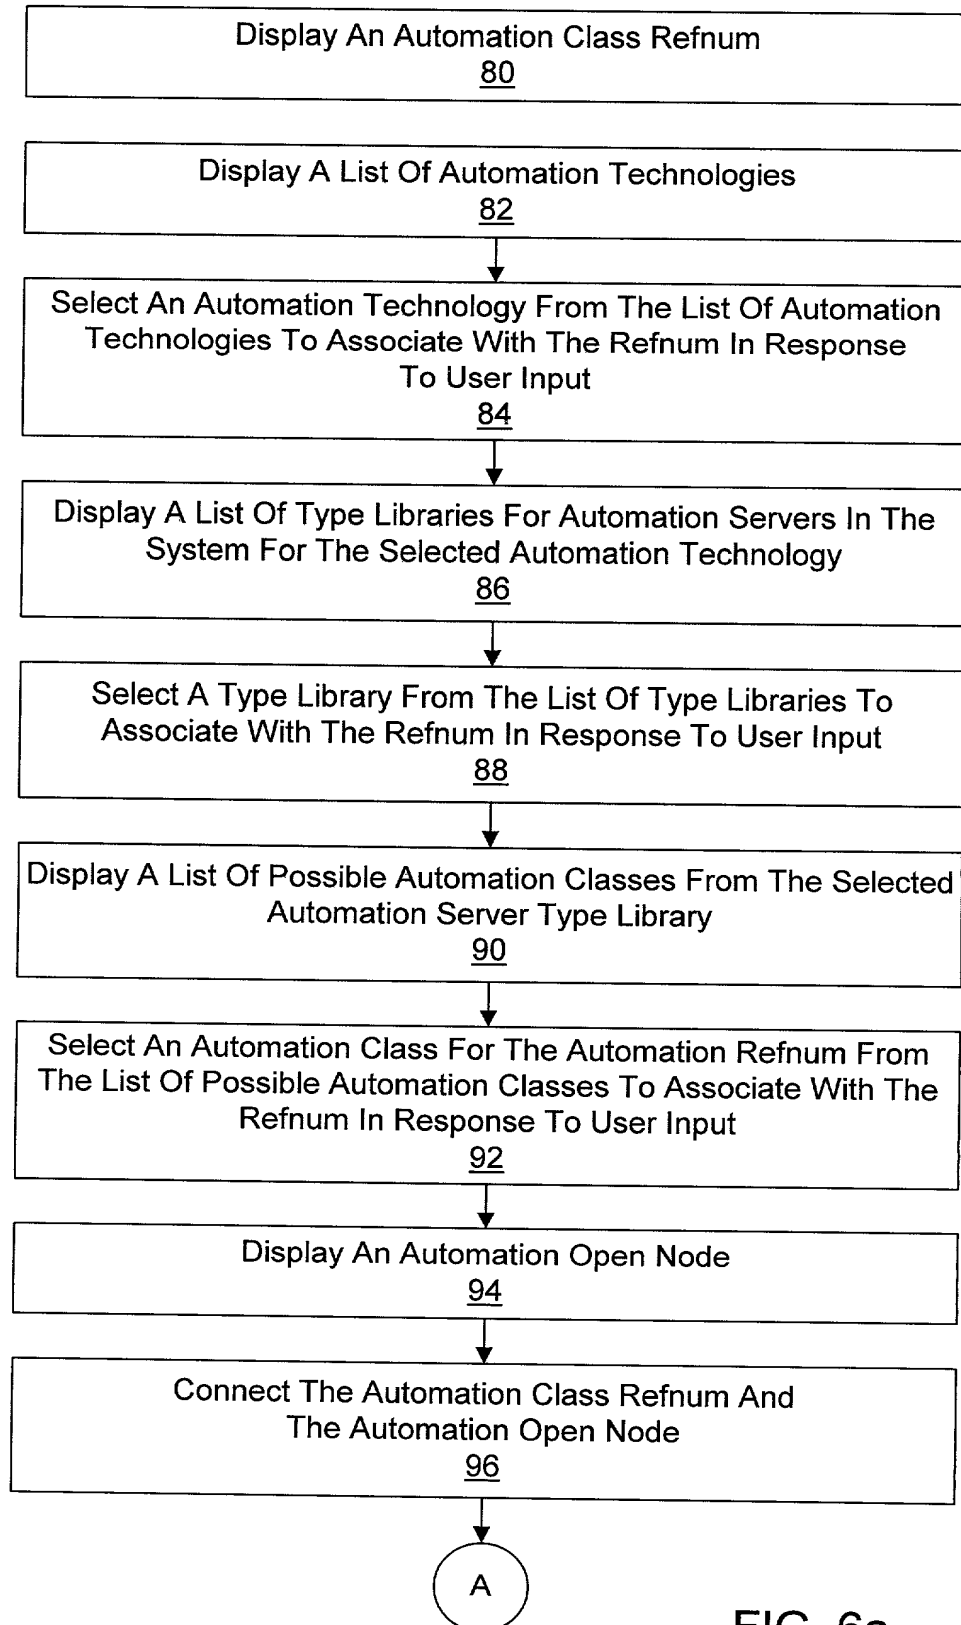 Display An Automation Class Refnum
80
Display A List Of Automation Technologies
82
Select An Automation Technology From The List Of Automation
Technologies To Associate With The Refnum In Response
To User Input
84
Display A List Of Type Libraries For Automation Servers In The
System For The Selected Automation Technology
86
Select A Type Library From The List Of Type Libraries To
Associate With The Refnum In Response To User Input
88
Display A List Of Possible Automation Classes From The Selected
Automation Server Type Library
90
Select An Automation Class For The Automation Refnum From
The List Of Possible Automation Classes To Associate With The
Refnum In Response To User Input
92
Display An Automation Open Node
94
Connect The Automation Class Refnum And
The Automation Open Node
96
A
FIG. 6a